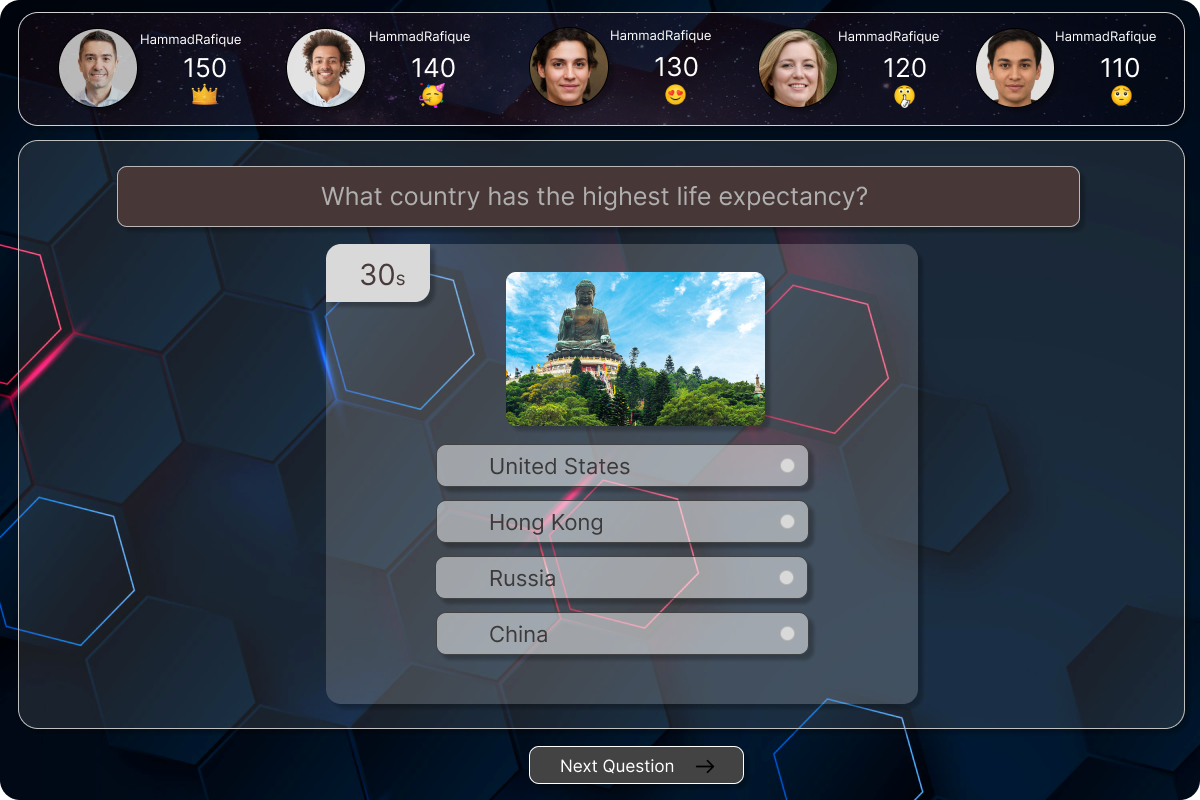 HammadRafique
150
HammadRafique
140
HammadRafique
130
HammadRafique
120
HammadRafique
110
What country has the highest life expectancy?
30s
United States
Hong Kong
Russia
China
Next Question